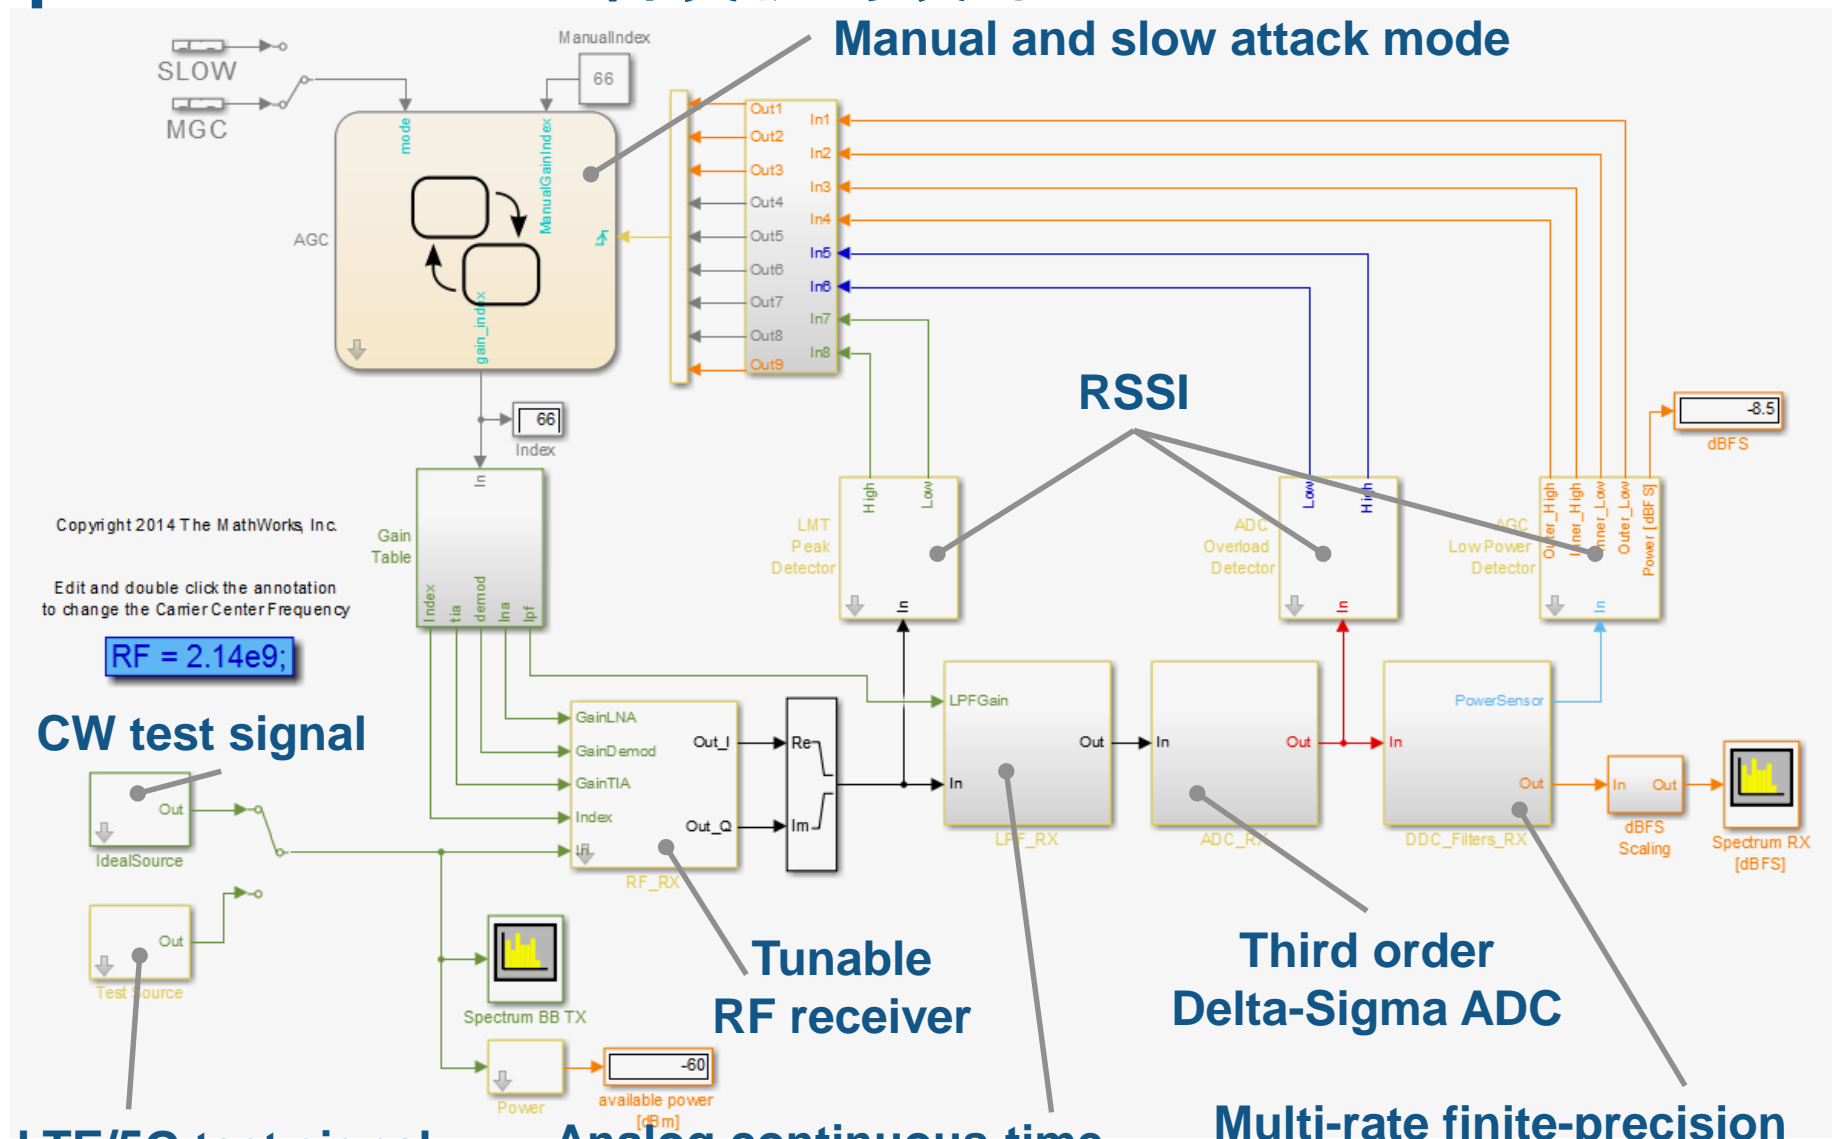 Manual and slow attack mode
SLOW
MGC
ManualIndex
66
mode
ManualGainIndex
AGC
gain_index
Out1
Out2
Out3
Out4
Out5
Out6
Out7
Out8
Out9
In1
In2
In3
In4
In5
In6
In7
In8
66
Index
RSSI
-8.5
dBFS
Copyright 2014 The MathWorks, Inc.
Edit and double click the annotation
to change the Carrier Center Frequency
RF = 2.14e9;
In
Gain
Table
Index
tia
demod
lna
lpf
High
Low
LMT
Peak
Detector
In
Low
High
ADC
Overload
Detector
In
Outer_High
Inner_High
Inner_Low
Outer_Low
Power [dBFS]
AGC
Low Power
Detector
In
CW test signal
Out
IdealSource
Out
Test Source
GainLNA
GainDemod
GainTIA
Index
In
Out_I
Out_Q
RF_RX
Re
Im
LPFGain
In
Out
LPF_RX
In
Out
ADC_RX
In
PowerSensor
Out
DDC_Filters_RX
In
Out
dBFS
Scaling
Spectrum RX
[dBFS]
Spectrum BB TX
Power
-60
available power
[dBm]
Tunable
RF receiver
Third order
Delta-Sigma ADC
LTE/5G test signal
Analog continuous time
Multi-rate finite-precision